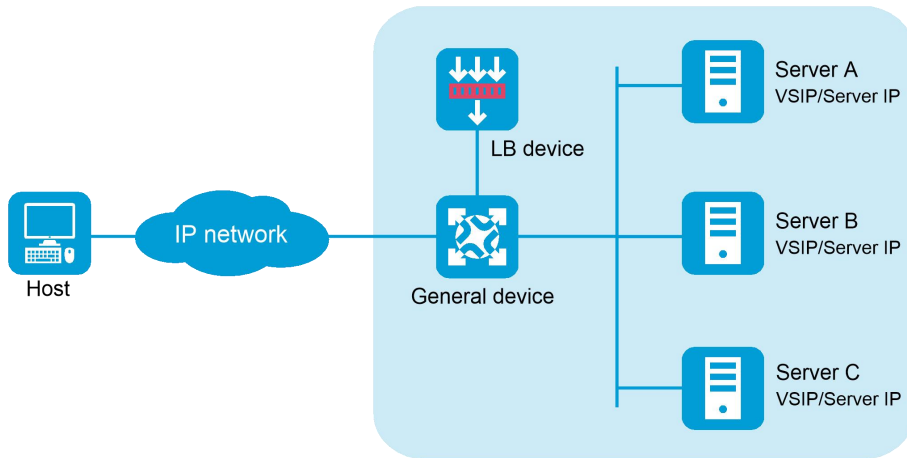 Server A
VSIP/Server IP
LB device
IP network
Server B
VSIP/Server IP
Host
General device
Server C
VSIP/Server IP